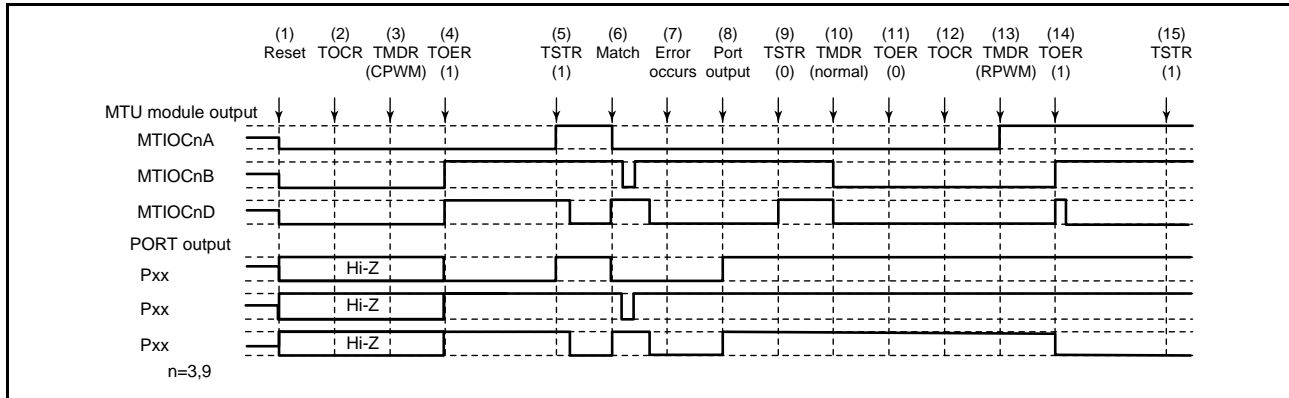 (1) (2) (3) (4) (5) (6) (7) (8) (9) (10) (11) (12) (13) (14) (15)
Reset TOCR TMDR TOER TSTR Match Error Port TSTR TMDR TOER TOCR TMDR TOER TSTR
(CPWM) (1) (1) occurs output (0) (normal) (0) (RPWM) (1) (1)
MTU module output
MTIOCnA
MTIOCnB
MTIOCnD
PORT output
Pxx Hi-Z
Pxx Hi-Z
Pxx Hi-Z
n=3,9